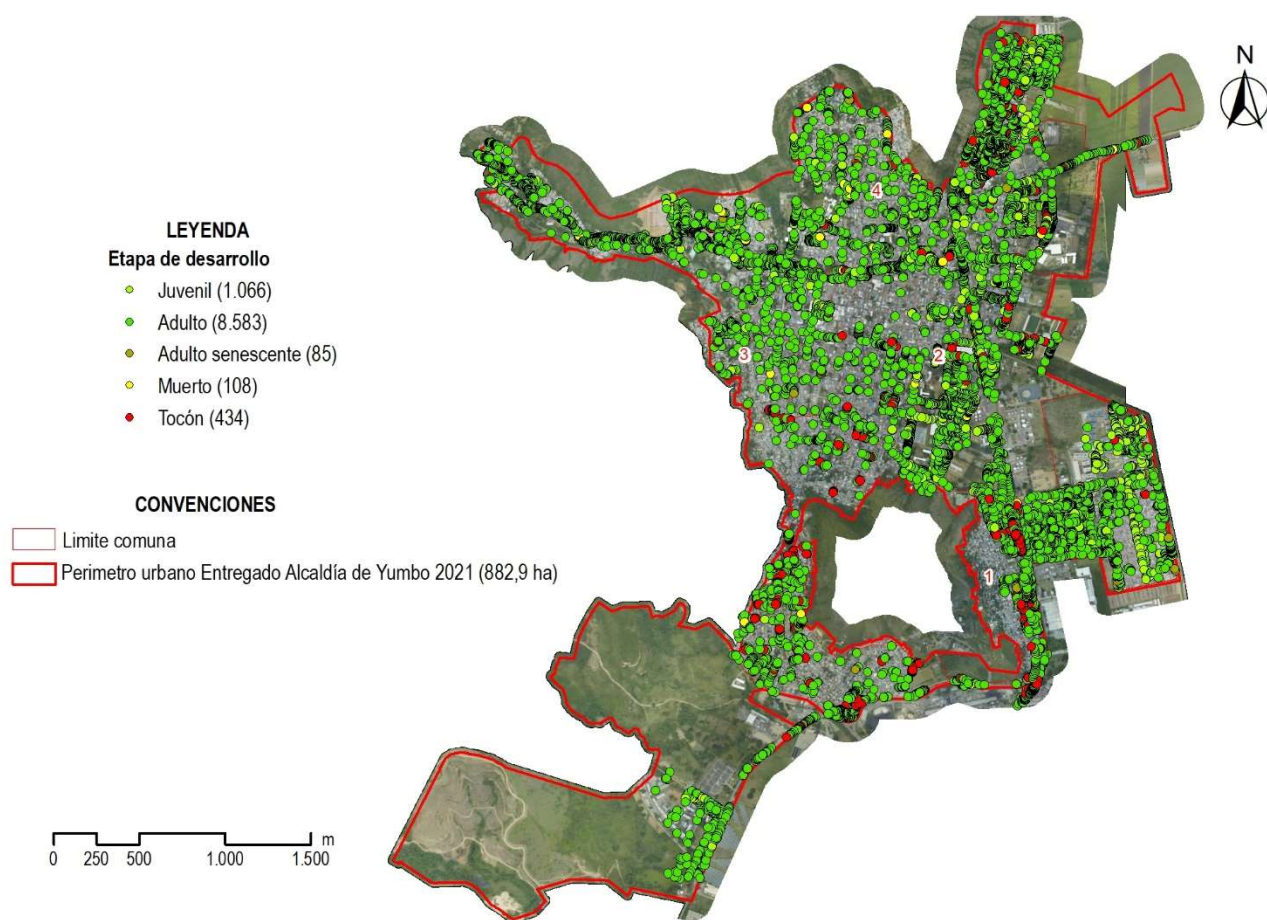 N
4
LEYENDA
Etapa de desarrollo
Juvenil (1.066)
Adulto (8.583)
Adulto senescente (85)
Muerto (108)
Tocón (434)
3
2
CONVENCIONES
Limite comuna
Perimetro urbano Entregado Alcaldía de Yumbo 2021 (882,9 ha)
1
m
0 250 500 1.000 1.500